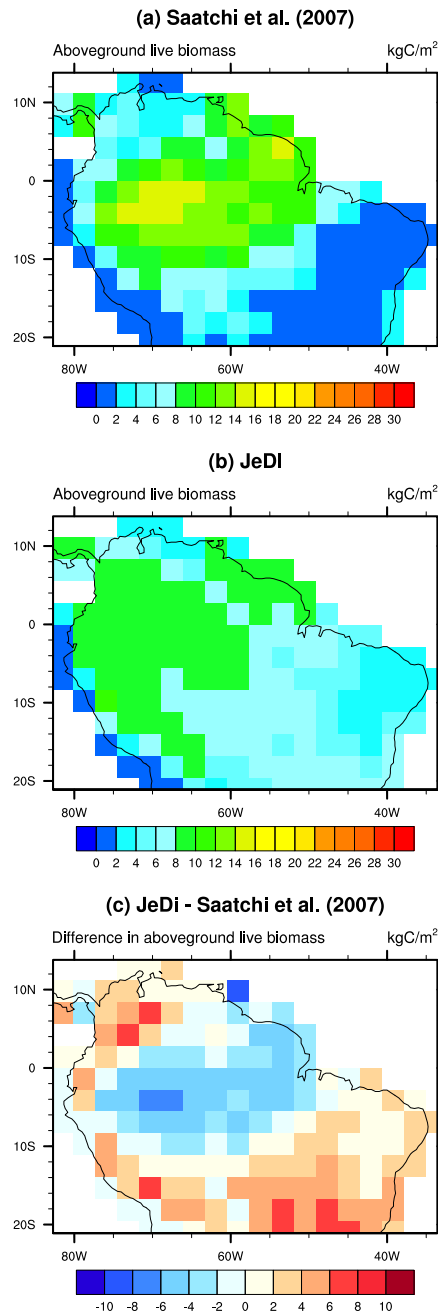 (a) Saatchi et al. (2007)
Aboveground live biomass kgC/m²
10N
0
10S
20S
80W 60W 40W
0 2 4 6 8 10 12 14 16 18 20 22 24 26 28 30
(b) JeDI
Aboveground live biomass kgC/m²
10N
0
10S
20S
80W 60W 40W
0 2 4 6 8 10 12 14 16 18 20 22 24 26 28 30
(c) JeDi - Saatchi et al. (2007)
Difference in aboveground live biomass kgC/m²
10N
0
10S
20S
80W 60W 40W
-10 -8 -6 -4 -2 0 2 4 6 8 10